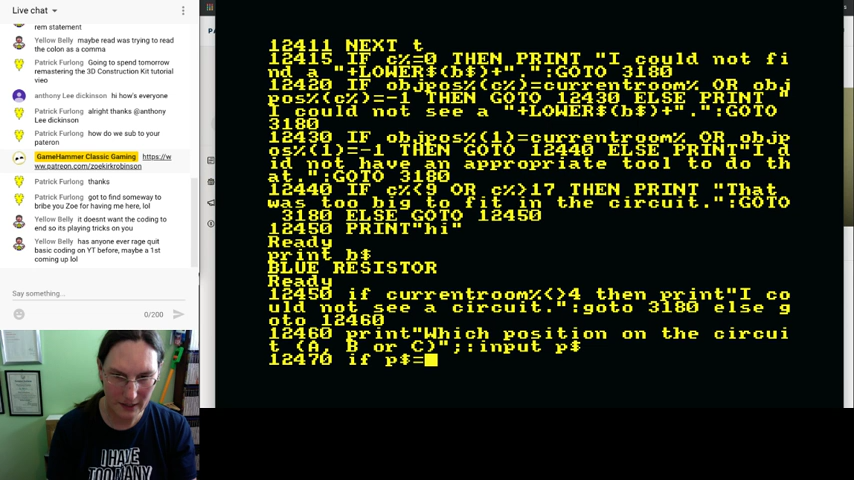 Live chat
rem statement
Yellow Belly maybe read was trying to read
the colon as a comma
Patrick Furlong Going to spend tomorrow
remastering the 3D Construction Kit tutorial
vieo
anthony Lee dickinson hi how's everyone
Patrick Furlong alright thanks @anthony
Lee dickinson
Patrick Furlong how do we sub to your
pateron
GameHammer Classic Gaming https://w
ww.patreon.com/zoekirkrobinson
Patrick Furlong thanks
Patrick Furlong got to find someway to
bribe you Zoe for having me here, lol
Yellow Belly it doesnt want the coding to
end so its playing tricks on you
Yellow Belly has anyone ever rage quit
basic coding on YT before, maybe a 1st
coming up lol
Say something...
0/200
12411 NEXT t
12415 IF c%=0 THEN PRINT "I could not fi
nd a "+LOWER$(b$)+".":GOTO 3180
12420 IF objpos%(c%)=currentroom% OR obj
pos%(c%)=-1 THEN GOTO 12430 ELSE PRINT "
I could not see a "+LOWER$(b$)+".":GOTO
3180
12430 IF objpos%(1)=currentroom% OR objp
os%(1)=-1 THEN GOTO 12440 ELSE PRINT"I d
id not have an appropriate tool to do th
at.":GOTO 3180
12440 IF c%<9 OR c%>17 THEN PRINT "That
was too big to fit in the circuit.":GOTO
3180 ELSE GOTO 12450
12450 PRINT"hi"
Ready
print b$
BLUE RESISTOR
Ready
12450 if currentroom%<>4 then print"I co
uld not see a circuit.":goto 3180 else g
oto 12460
12460 print"Which position on the circui
t (A, B or C)";:input p$
12470 if p$=
I HAVE
TOO MANY